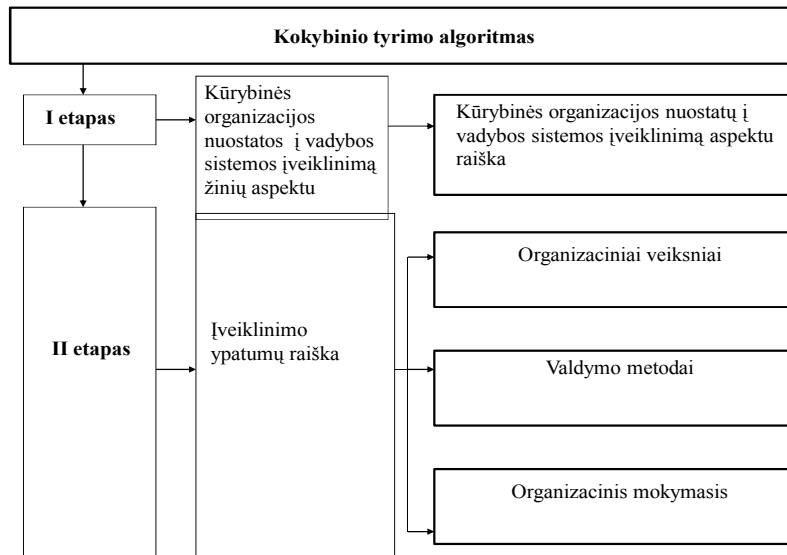 Kokybinio tyrimo algoritmas
I etapas
Kūrybinės
organizacijos
nuostatos į vadybos
sistemos įveiklinimą
žinių aspektu
Kūrybinės organizacijos nuostatų į
vadybos sistemos įveiklinimą aspektu
raiška
II etapas
Įveiklinimo
ypatumų raiška
Organizaciniai veiksniai
Valdymo metodai
Organizacinis mokymasis